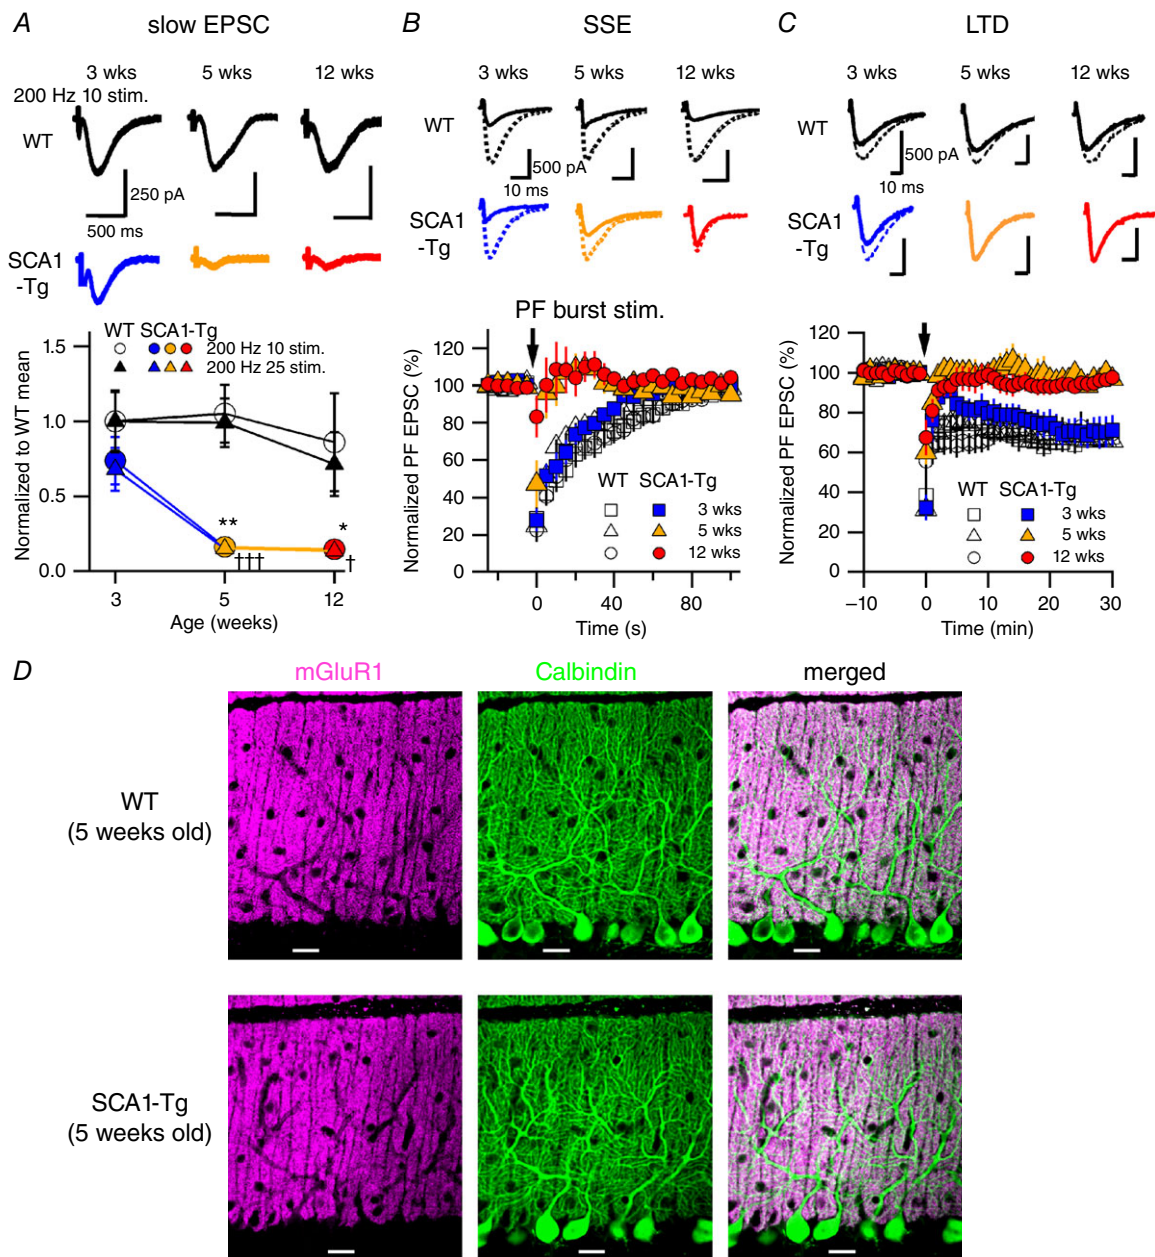 A slow EPSC
3 wks 5 wks 12 wks
200 Hz 10 stim.
WT
250 pA
500 ms
SCA1
-Tg
WT SCA1-Tg
200 Hz 10 stim.
200 Hz 25 stim.
Normalized to WT mean
1.5
1.0
0.5
0.0
** †††
* †
3 5 12
Age (weeks)
B SSE
3 wks 5 wks 12 wks
WT
500 pA
10 ms
SCA1
-Tg
PF burst stim.
Normalized PF EPSC (%)
120
100
80
60
40
20
0
WT SCA1-Tg
3 wks
5 wks
12 wks
0 40 80
Time (s)
C LTD
3 wks 5 wks 12 wks
WT
500 pA
10 ms
SCA1
-Tg
Normalized PF EPSC (%)
120
100
80
60
40
20
0
WT SCA1-Tg
3 wks
5 wks
12 wks
−10 0 10 20 30
Time (min)
D mGluR1 Calbindin merged
WT
(5 weeks old)
SCA1-Tg
(5 weeks old)